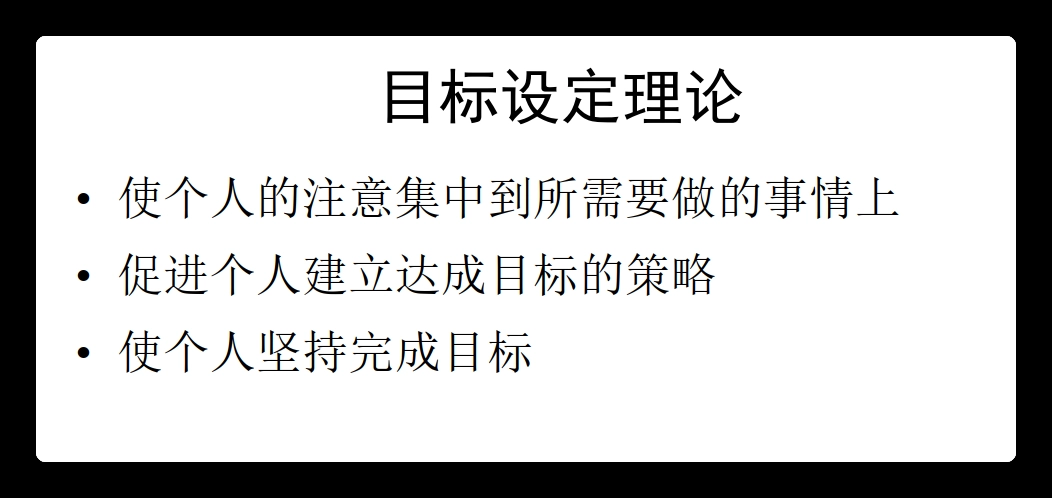 目标设定理论
• 使个人的注意集中到所需要做的事情上
• 促进个人建立达成目标的策略
• 使个人坚持完成目标